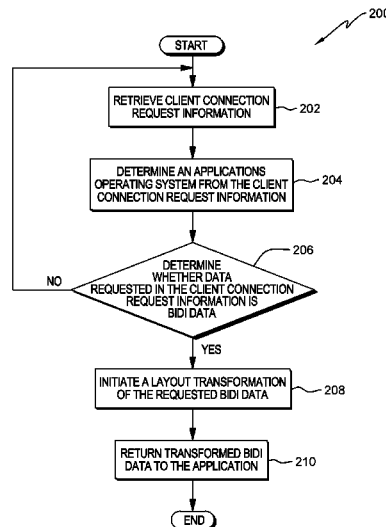 200
START
RETRIEVE CLIENT CONNECTION
REQUEST INFORMATION
202
DETERMINE AN APPLICATIONS
OPERATING SYSTEM FROM THE CLIENT
CONNECTION REQUEST INFORMATION
204
206
DETERMINE
WHETHER DATA
REQUESTED IN THE CLIENT CONNECTION
REQUEST INFORMATION IS
BIDI DATA
NO
YES
INITIATE A LAYOUT TRANSFORMATION
OF THE REQUESTED BIDI DATA
208
RETURN TRANSFORMED BIDI
DATA TO THE APPLICATION
210
END